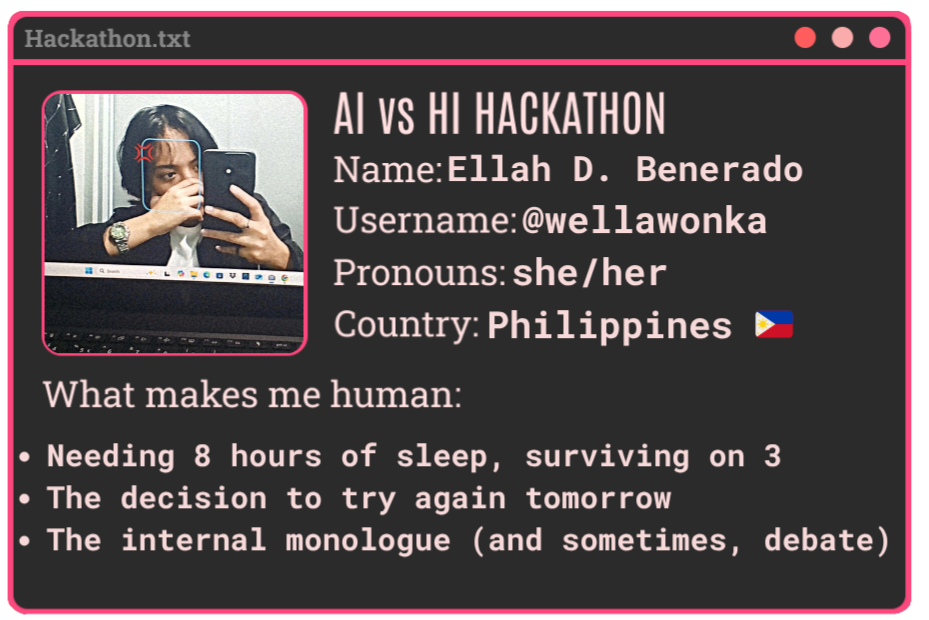 Hackathon.txt
AI vs HI HACKATHON
Name: Ellah D. Benerado
Username: @wellawonka
Pronouns: she/her
Country: Philippines 🇵🇭
What makes me human:
• Needing 8 hours of sleep, surviving on 3
• The decision to try again tomorrow
• The internal monologue (and sometimes, debate)